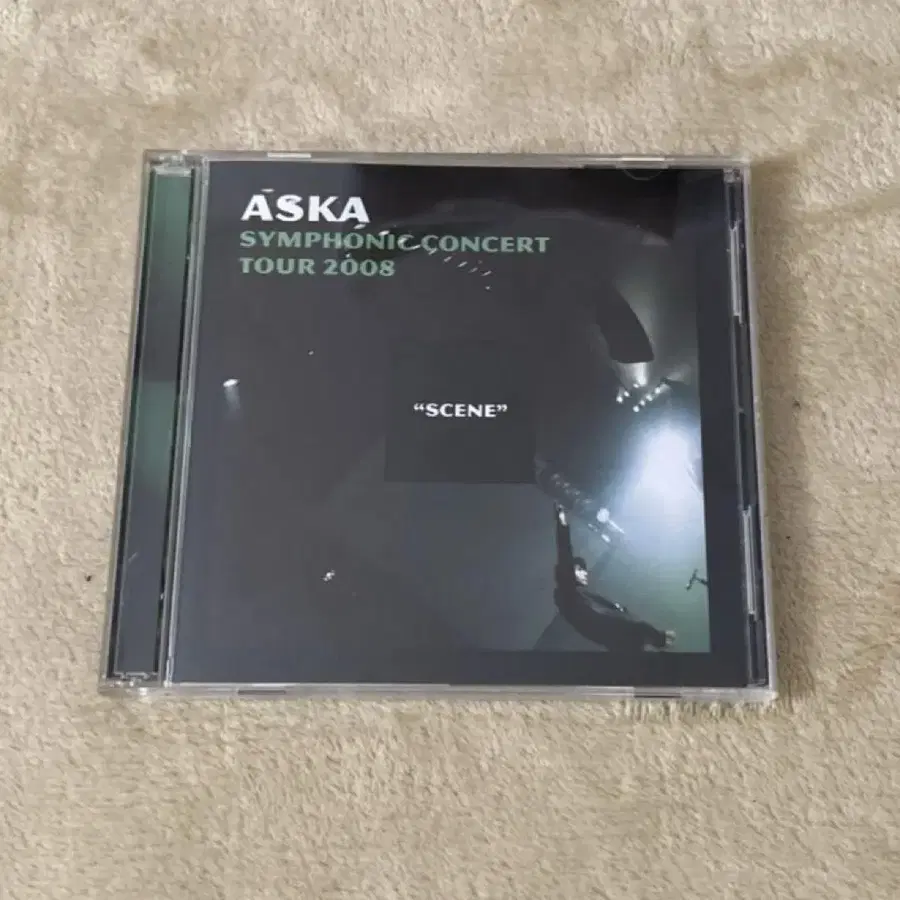 ASKA
SYMPHONIC CONCERT
TOUR 2008
“SCENE”